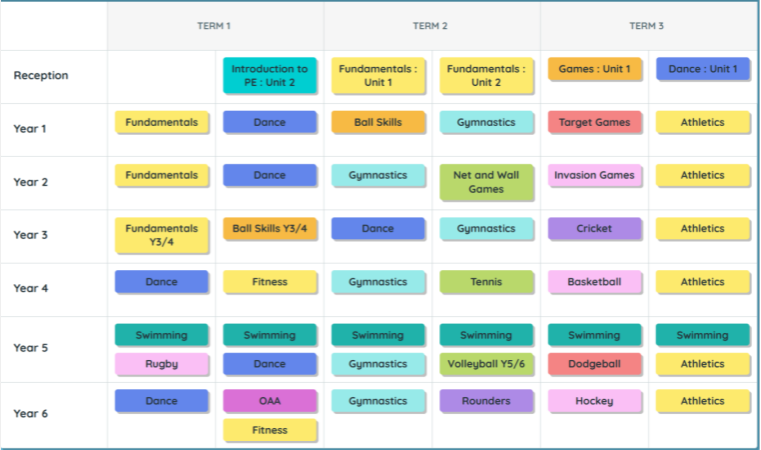 TERM 1 TERM 2 TERM 3
Reception
Introduction to
PE : Unit 2
Fundamentals :
Unit 1
Fundamentals :
Unit 2
Games : Unit 1
Dance : Unit 1
Year 1
Fundamentals
Dance
Ball Skills
Gymnastics
Target Games
Athletics
Year 2
Fundamentals
Dance
Gymnastics
Net and Wall
Games
Invasion Games
Athletics
Year 3
Fundamentals
Y3/4
Ball Skills Y3/4
Dance
Gymnastics
Cricket
Athletics
Year 4
Dance
Fitness
Gymnastics
Tennis
Basketball
Athletics
Year 5
Swimming
Swimming
Swimming
Swimming
Swimming
Swimming
Rugby
Dance
Gymnastics
Volleyball Y5/6
Dodgeball
Athletics
Year 6
Dance
OAA
Gymnastics
Rounders
Hockey
Athletics
Fitness